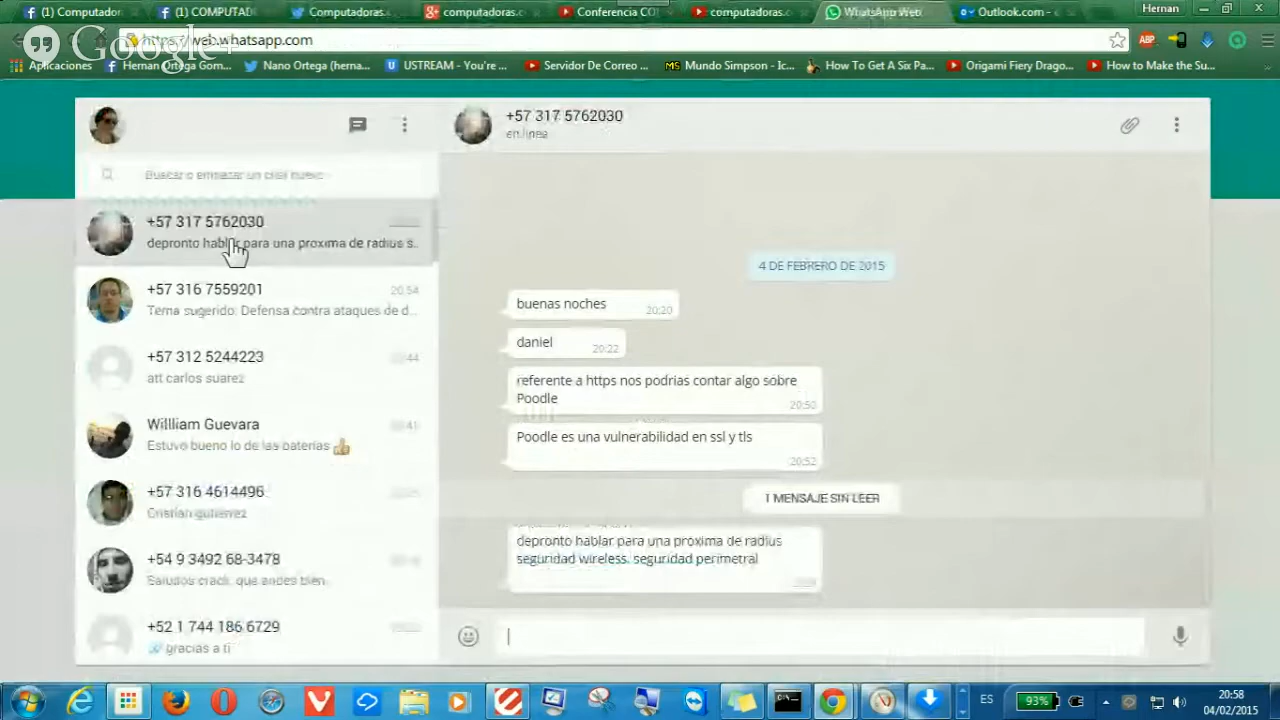 (1) Computador
(1) COMPUTAD
Computadoras.
computadoras.c
Conferencia CO
computadoras.c
WhatsApp Web
Outlook.com -
Hernan
Google+
https://web.whatsapp.com
ABP
Aplicaciones
Hernan Ortega Gom...
Nano Ortega (herna...
USTREAM - You're ...
Servidor De Correo ...
Mundo Simpson - Ic...
How To Get A Six Pa...
Origami Fiery Drago...
How to Make the Su...
+57 317 5762030
en línea
Buscar o empezar un chat nuevo
+57 317 5762030
depronto hablar para una proxima de radius s...
+57 316 7559201
20:54
Tema sugerido: Defensa contra ataques de d...
+57 312 5244223
att carlos suarez
Willliam Guevara
Estuvo bueno lo de las baterias
+57 316 4614496
Cristian gutierrez
+54 9 3492 68-3478
Saludos crack, que andes bien
+52 1 744 186 6729
gracias a ti
4 DE FEBRERO DE 2015
buenas noches
20:20
daniel
20:22
referente a https nos podrias contar algo sobre
Poodle
20:50
Poodle es una vulnerabilidad en ssl y tls
20:52
1 MENSAJE SIN LEER
depronto hablar para una proxima de radius
seguridad wireless. seguridad perimetral
ES
93%
20:58
04/02/2015